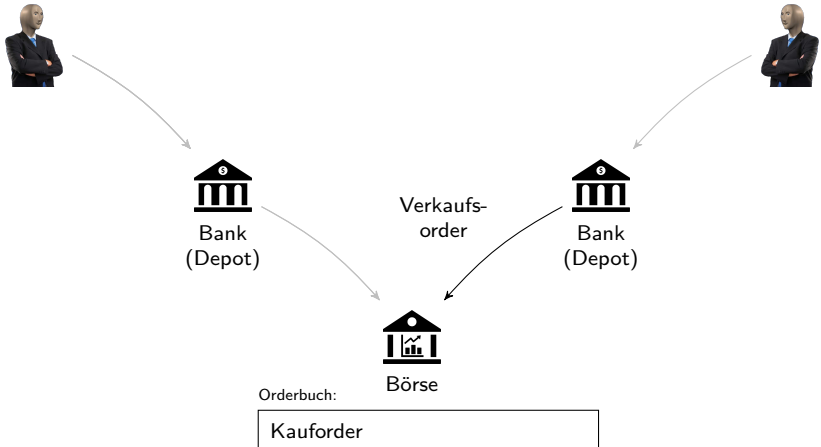 Verkaufs-
order
Bank
(Depot)
Bank
(Depot)
Börse
Orderbuch:
Kauforder